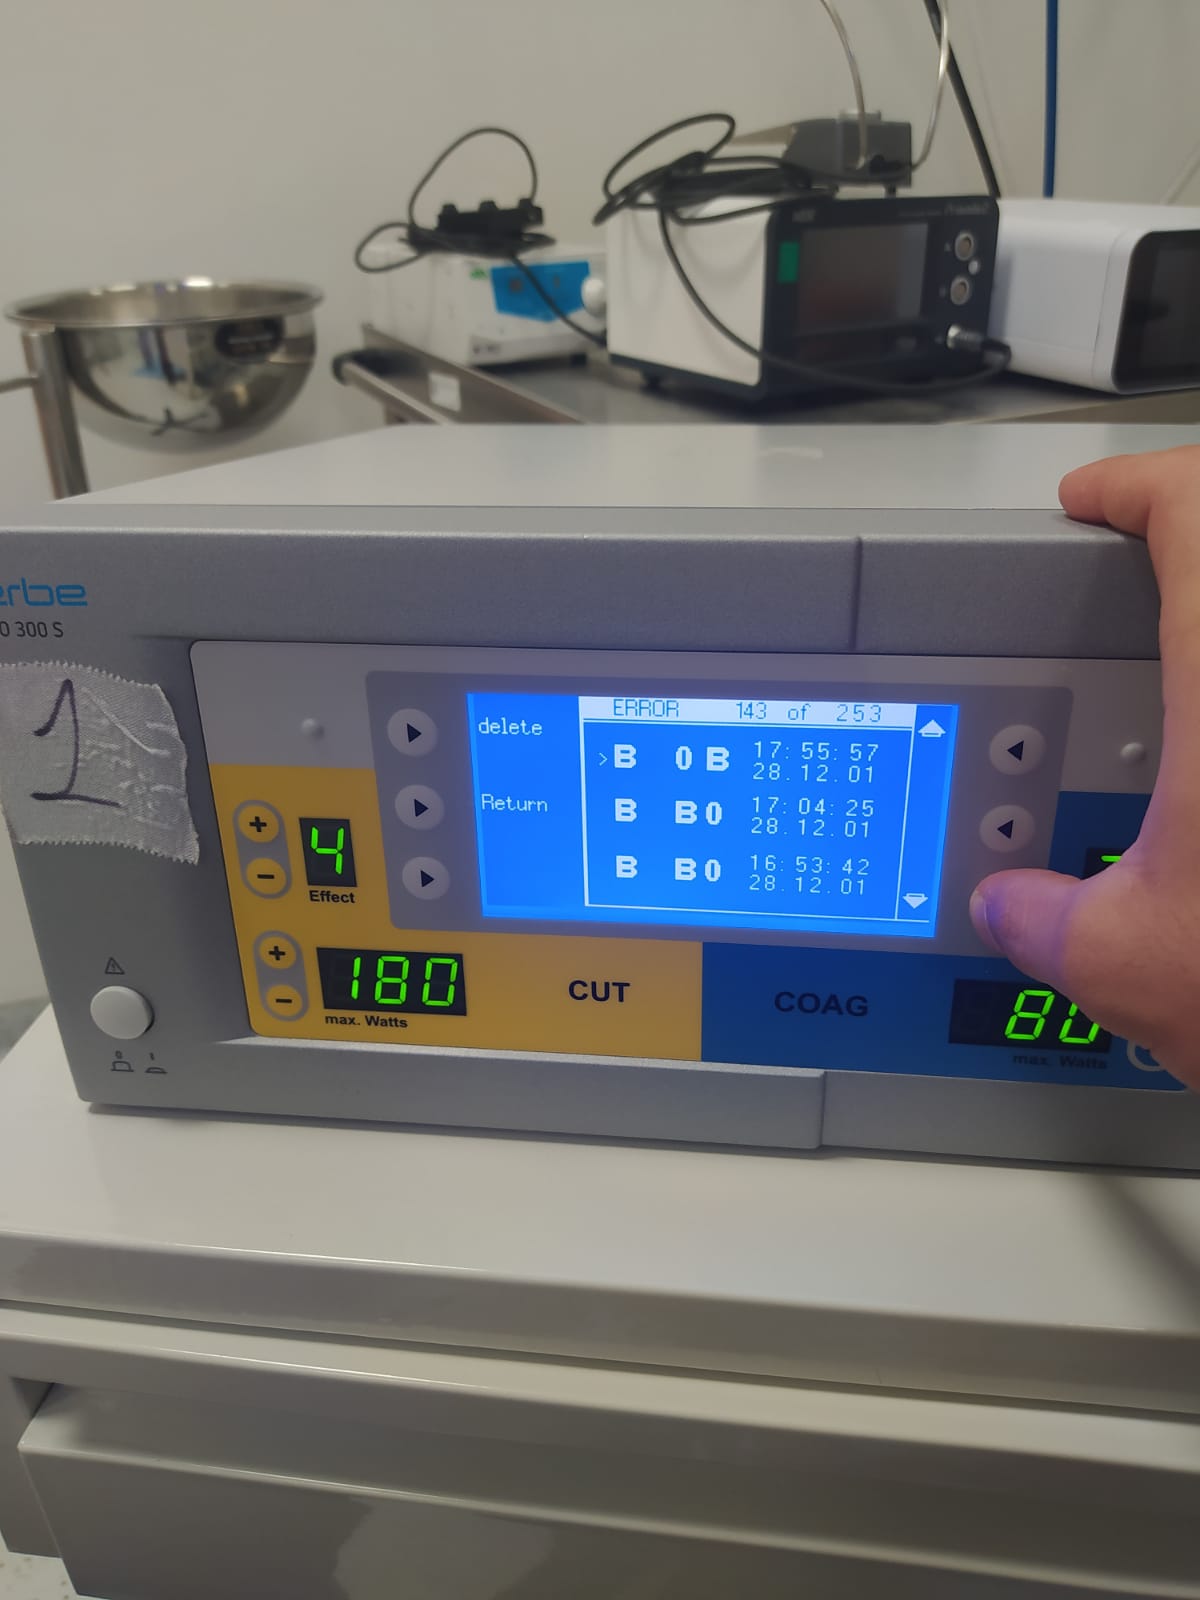 erbe
O 300 S
1
delete
Return
ERROR 143 of 253
>B 0B 17:55:57
28.12.01
B B0 17:04:25
28.12.01
B B0 16:53:42
28.12.01
+
4
−
Effect
+
180
−
max. Watts
CUT
COAG
80
max. Watts
0 I